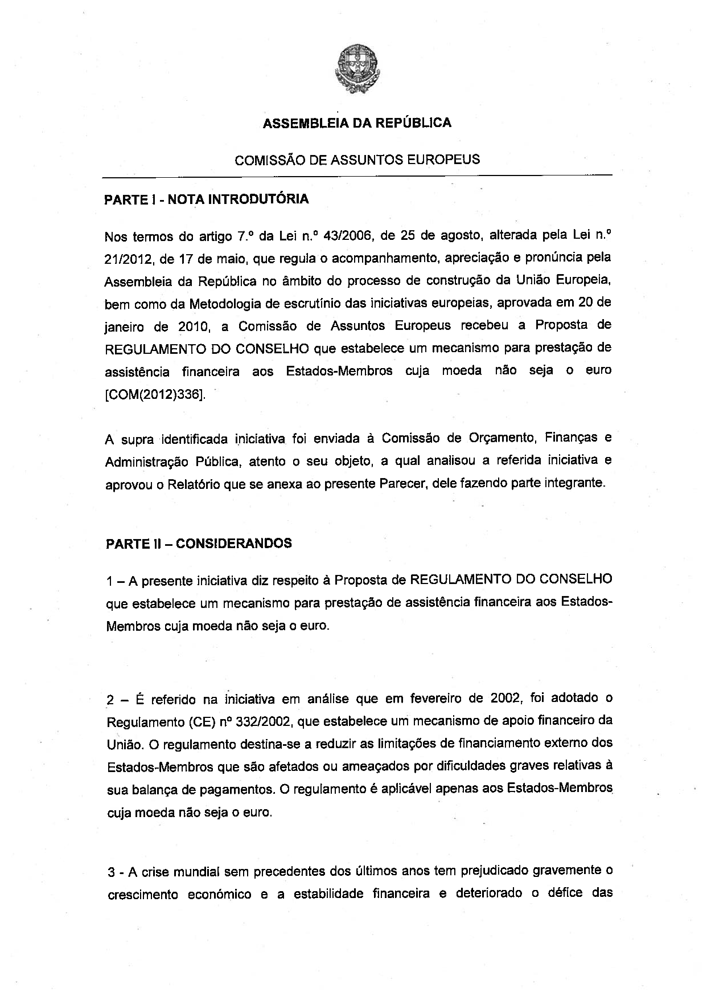 ASSEMBLEIA DA REPÚBLICA
COMISSÃO DE ASSUNTOS EUROPEUS
PARTE I - NOTA INTRODUTÓRIA
Nos termos do artigo 7.º da Lei n.º 43/2006, de 25 de agosto, alterada pela Lei n.º
21/2012, de 17 de maio, que regula o acompanhamento, apreciação e pronúncia pela
Assembleia da República no âmbito do processo de construção da União Europeia,
bem como da Metodologia de escrutínio das iniciativas europeias, aprovada em 20 de
janeiro de 2010, a Comissão de Assuntos Europeus recebeu a Proposta de
REGULAMENTO DO CONSELHO que estabelece um mecanismo para prestação de
assistência financeira aos Estados-Membros cuja moeda não seja o euro
[COM(2012)336].
A supra identificada iniciativa foi enviada à Comissão de Orçamento, Finanças e
Administração Pública, atento o seu objeto, a qual analisou a referida iniciativa e
aprovou o Relatório que se anexa ao presente Parecer, dele fazendo parte integrante.
PARTE II – CONSIDERANDOS
1 – A presente iniciativa diz respeito à Proposta de REGULAMENTO DO CONSELHO
que estabelece um mecanismo para prestação de assistência financeira aos Estados-
Membros cuja moeda não seja o euro.
2 – É referido na iniciativa em análise que em fevereiro de 2002, foi adotado o
Regulamento (CE) nº 332/2002, que estabelece um mecanismo de apoio financeiro da
União. O regulamento destina-se a reduzir as limitações de financiamento externo dos
Estados-Membros que são afetados ou ameaçados por dificuldades graves relativas à
sua balança de pagamentos. O regulamento é aplicável apenas aos Estados-Membros
cuja moeda não seja o euro.
3 - A crise mundial sem precedentes dos últimos anos tem prejudicado gravemente o
crescimento económico e a estabilidade financeira e deteriorado o défice das